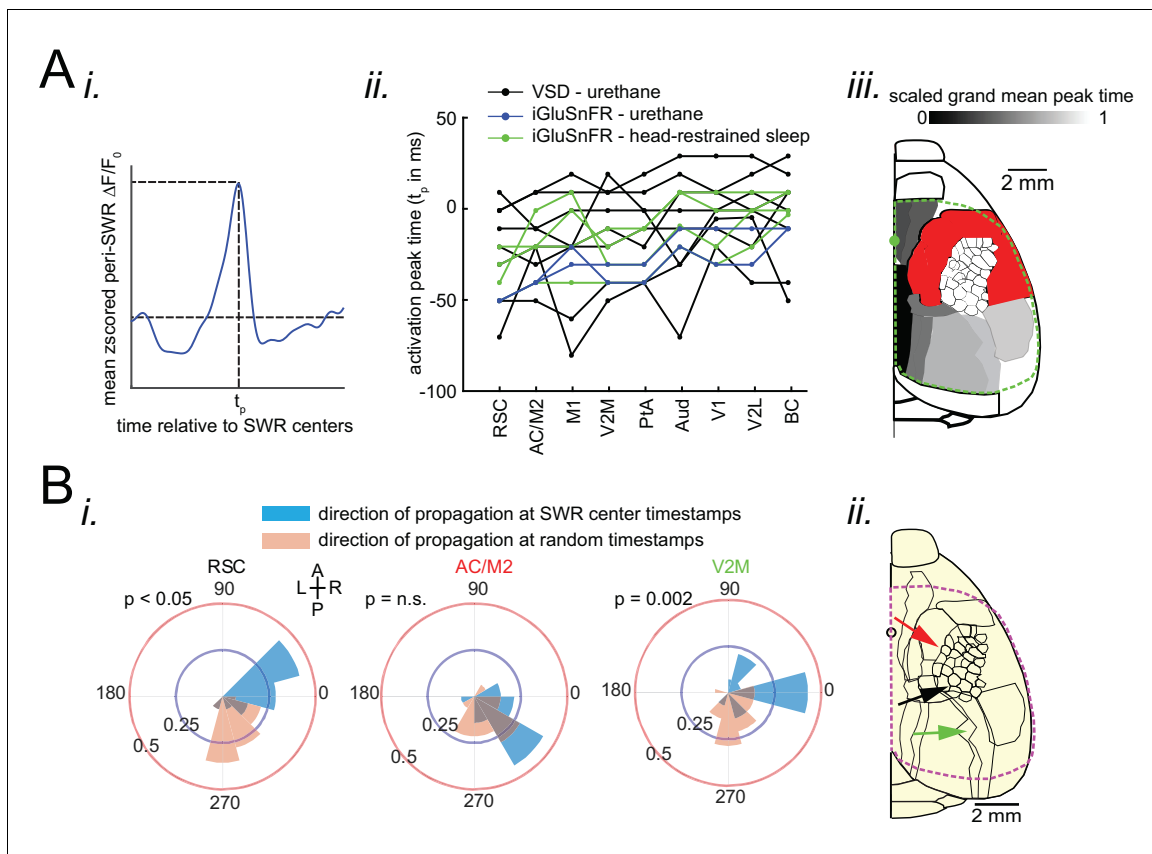 A
i.
mean zscored peri-SWR ΔF/F0
tp
time relative to SWR centers
ii.
VSD - urethane
iGluSnFR - urethane
iGluSnFR - head-restrained sleep
activation peak time (tp in ms)
50
0
-50
-100
RSC
AC/M2
M1
V2M
PtA
Aud
V1
V2L
BC
iii.
scaled grand mean peak time
0 1
2 mm
B
i.
direction of propagation at SWR center timestamps
direction of propagation at random timestamps
RSC
p < 0.05
90
180
0
0.25
0.5
270
A
L R
P
AC/M2
p = n.s.
90
180
0
0.25
0.5
270
V2M
p = 0.002
90
180
0
0.25
0.5
270
ii.
2 mm